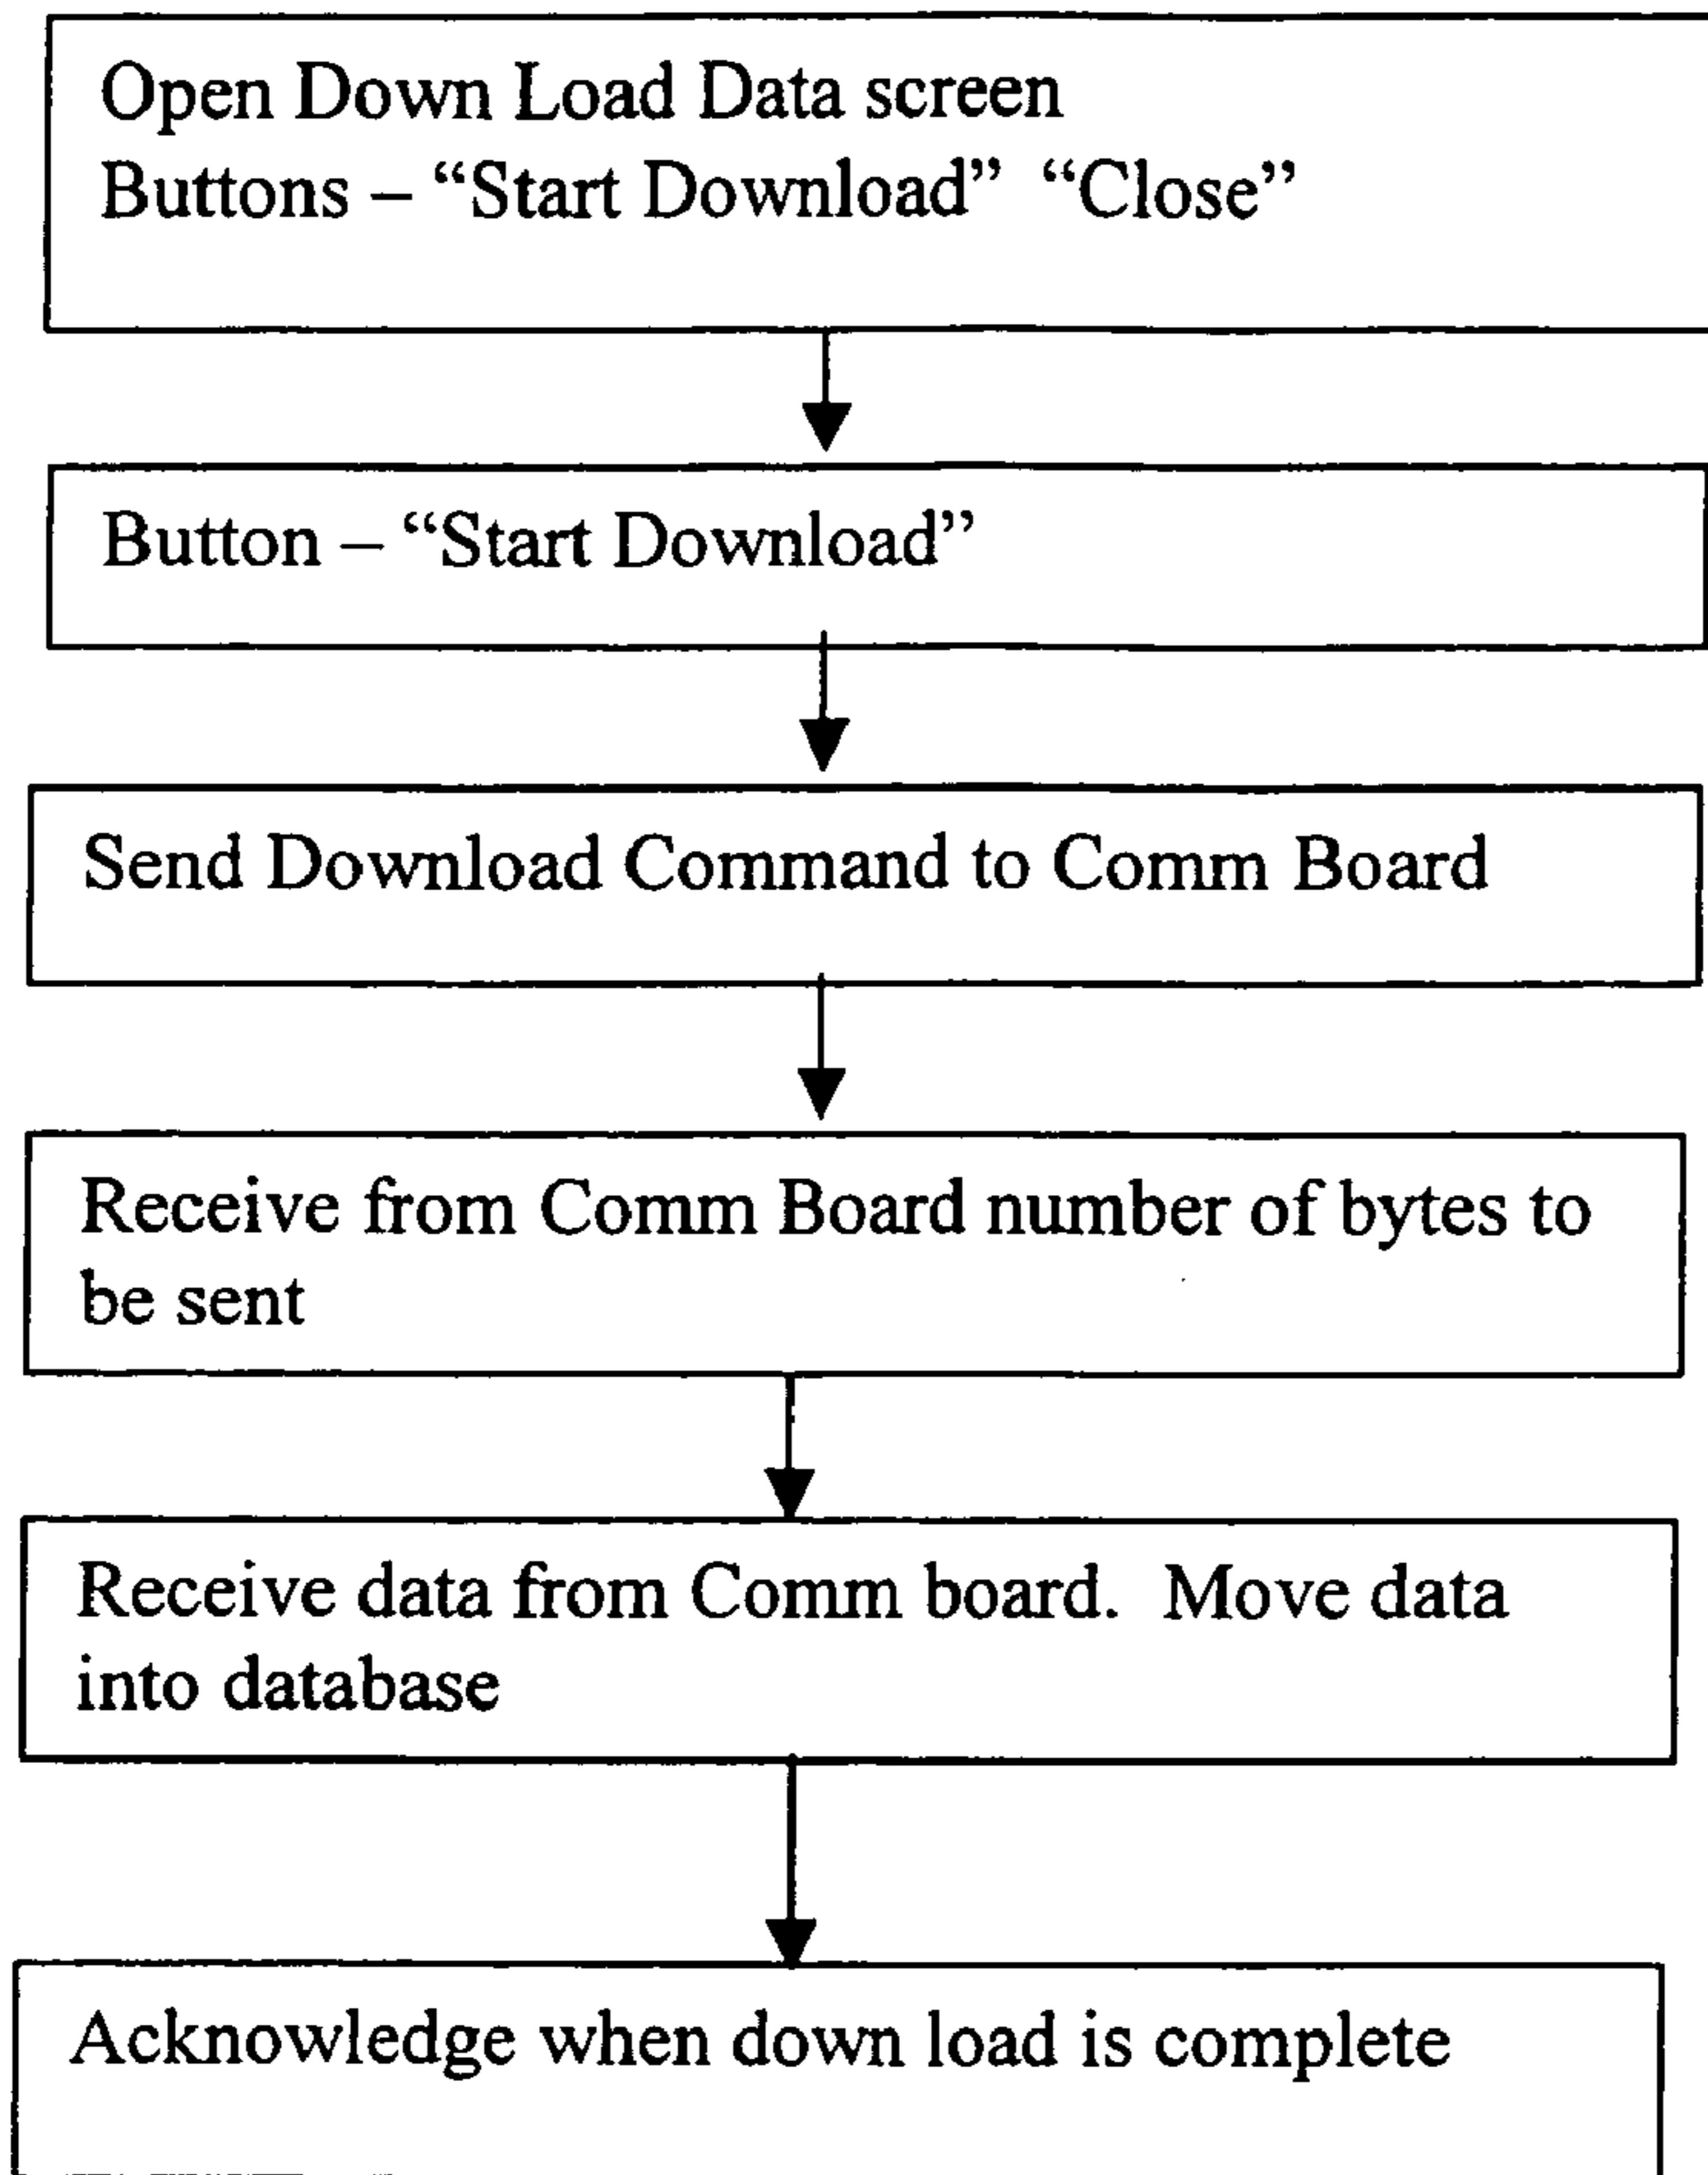 Open Down Load Data screen
Buttons – “Start Download” “Close”
Button – “Start Download”
Send Download Command to Comm Board
Receive from Comm Board number of bytes to
be sent
Receive data from Comm board. Move data
into database
Acknowledge when down load is complete